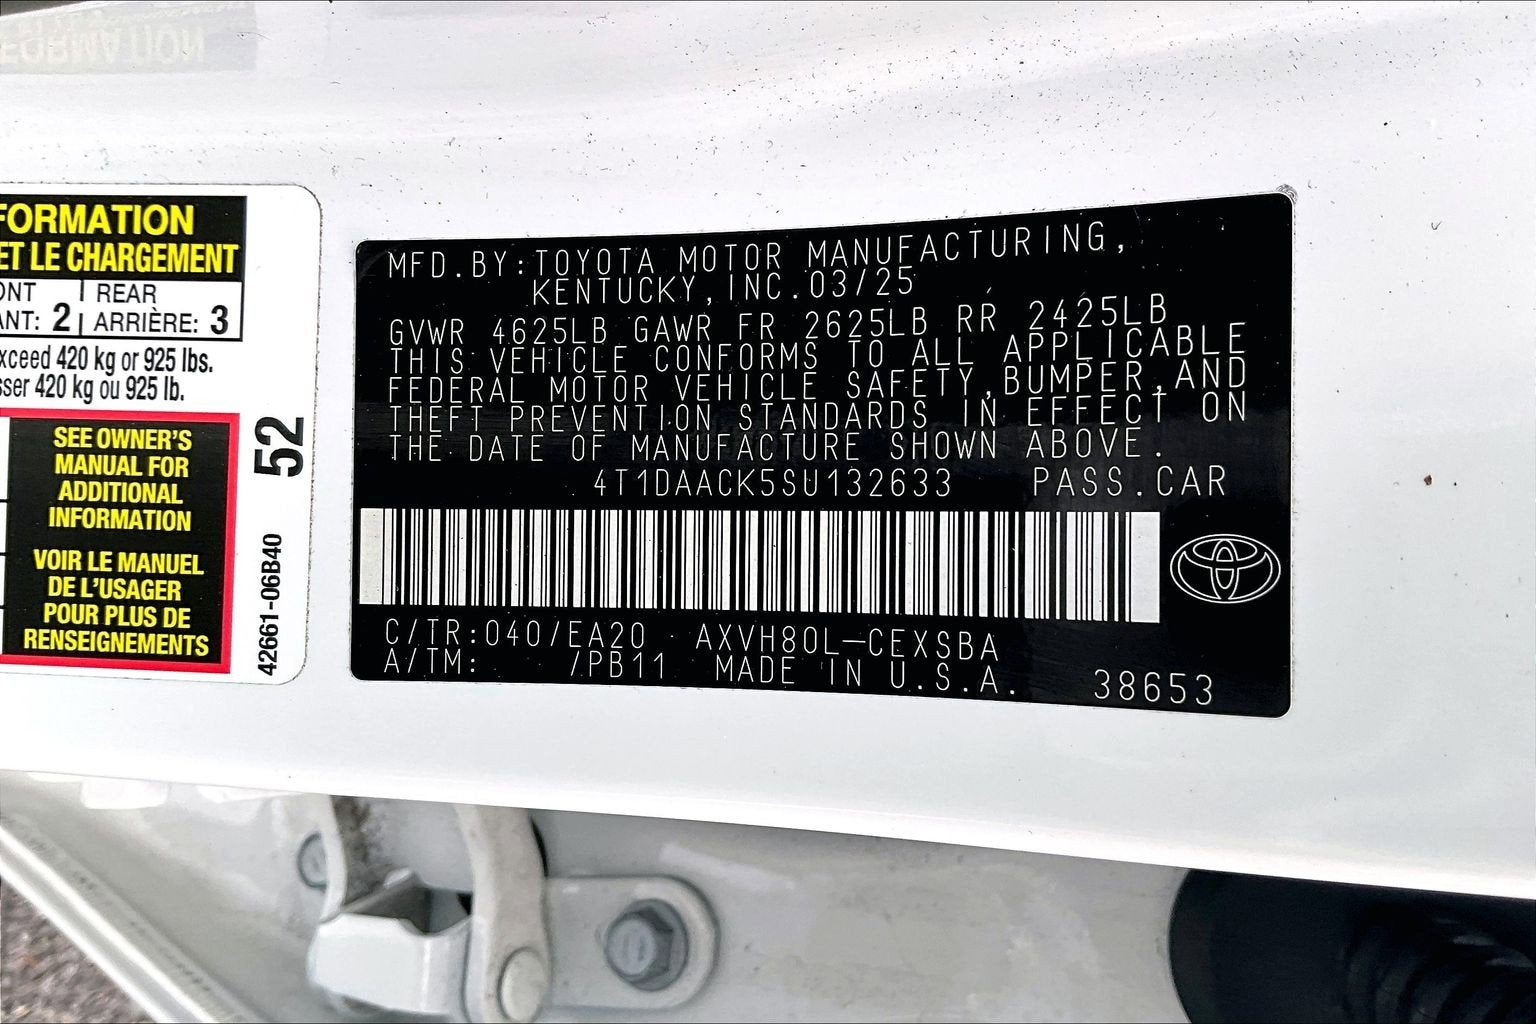 FORMATION
ET LE CHARGEMENT
REAR
2 | ARRIÈRE: 3
420 kg or 925 lbs.
420 kg ou 925 lb.
SEE OWNER'S
MANUAL FOR
ADDITIONAL
INFORMATION
VOIR LE MANUEL
DE L'USAGER
POUR PLUS DE
RENSEIGNEMENTS
52
42661-06B40
MFD.BY:TOYOTA MOTOR MANUFACTURING,
KENTUCKY,INC.03/25
GVWR 4625LB GAWR FR 2625LB RR 2425LB
THIS VEHICLE CONFORMS TO ALL APPLICABLE
FEDERAL MOTOR VEHICLE SAFETY,BUMPER,AND
THEFT PREVENTION STANDARDS IN EFFECT ON
THE DATE OF MANUFACTURE SHOWN ABOVE.
4T1DAACK5SU132633 PASS.CAR
C/TR:040/EA20 AXVH80L-CEXSBA
A/TM: /PB11 MADE IN U.S.A. 38653